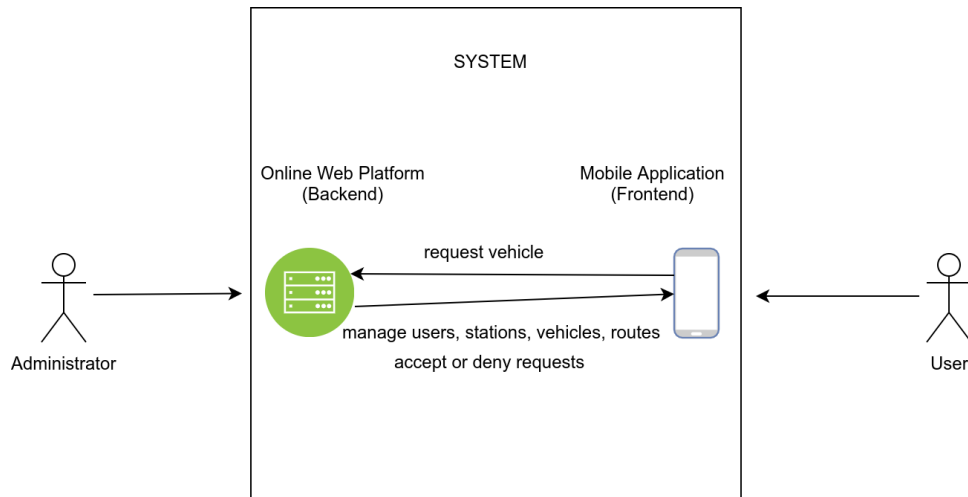 SYSTEM
Online Web Platform
(Backend)
Mobile Application
(Frontend)
request vehicle
manage users, stations, vehicles, routes
accept or deny requests
Administrator
User